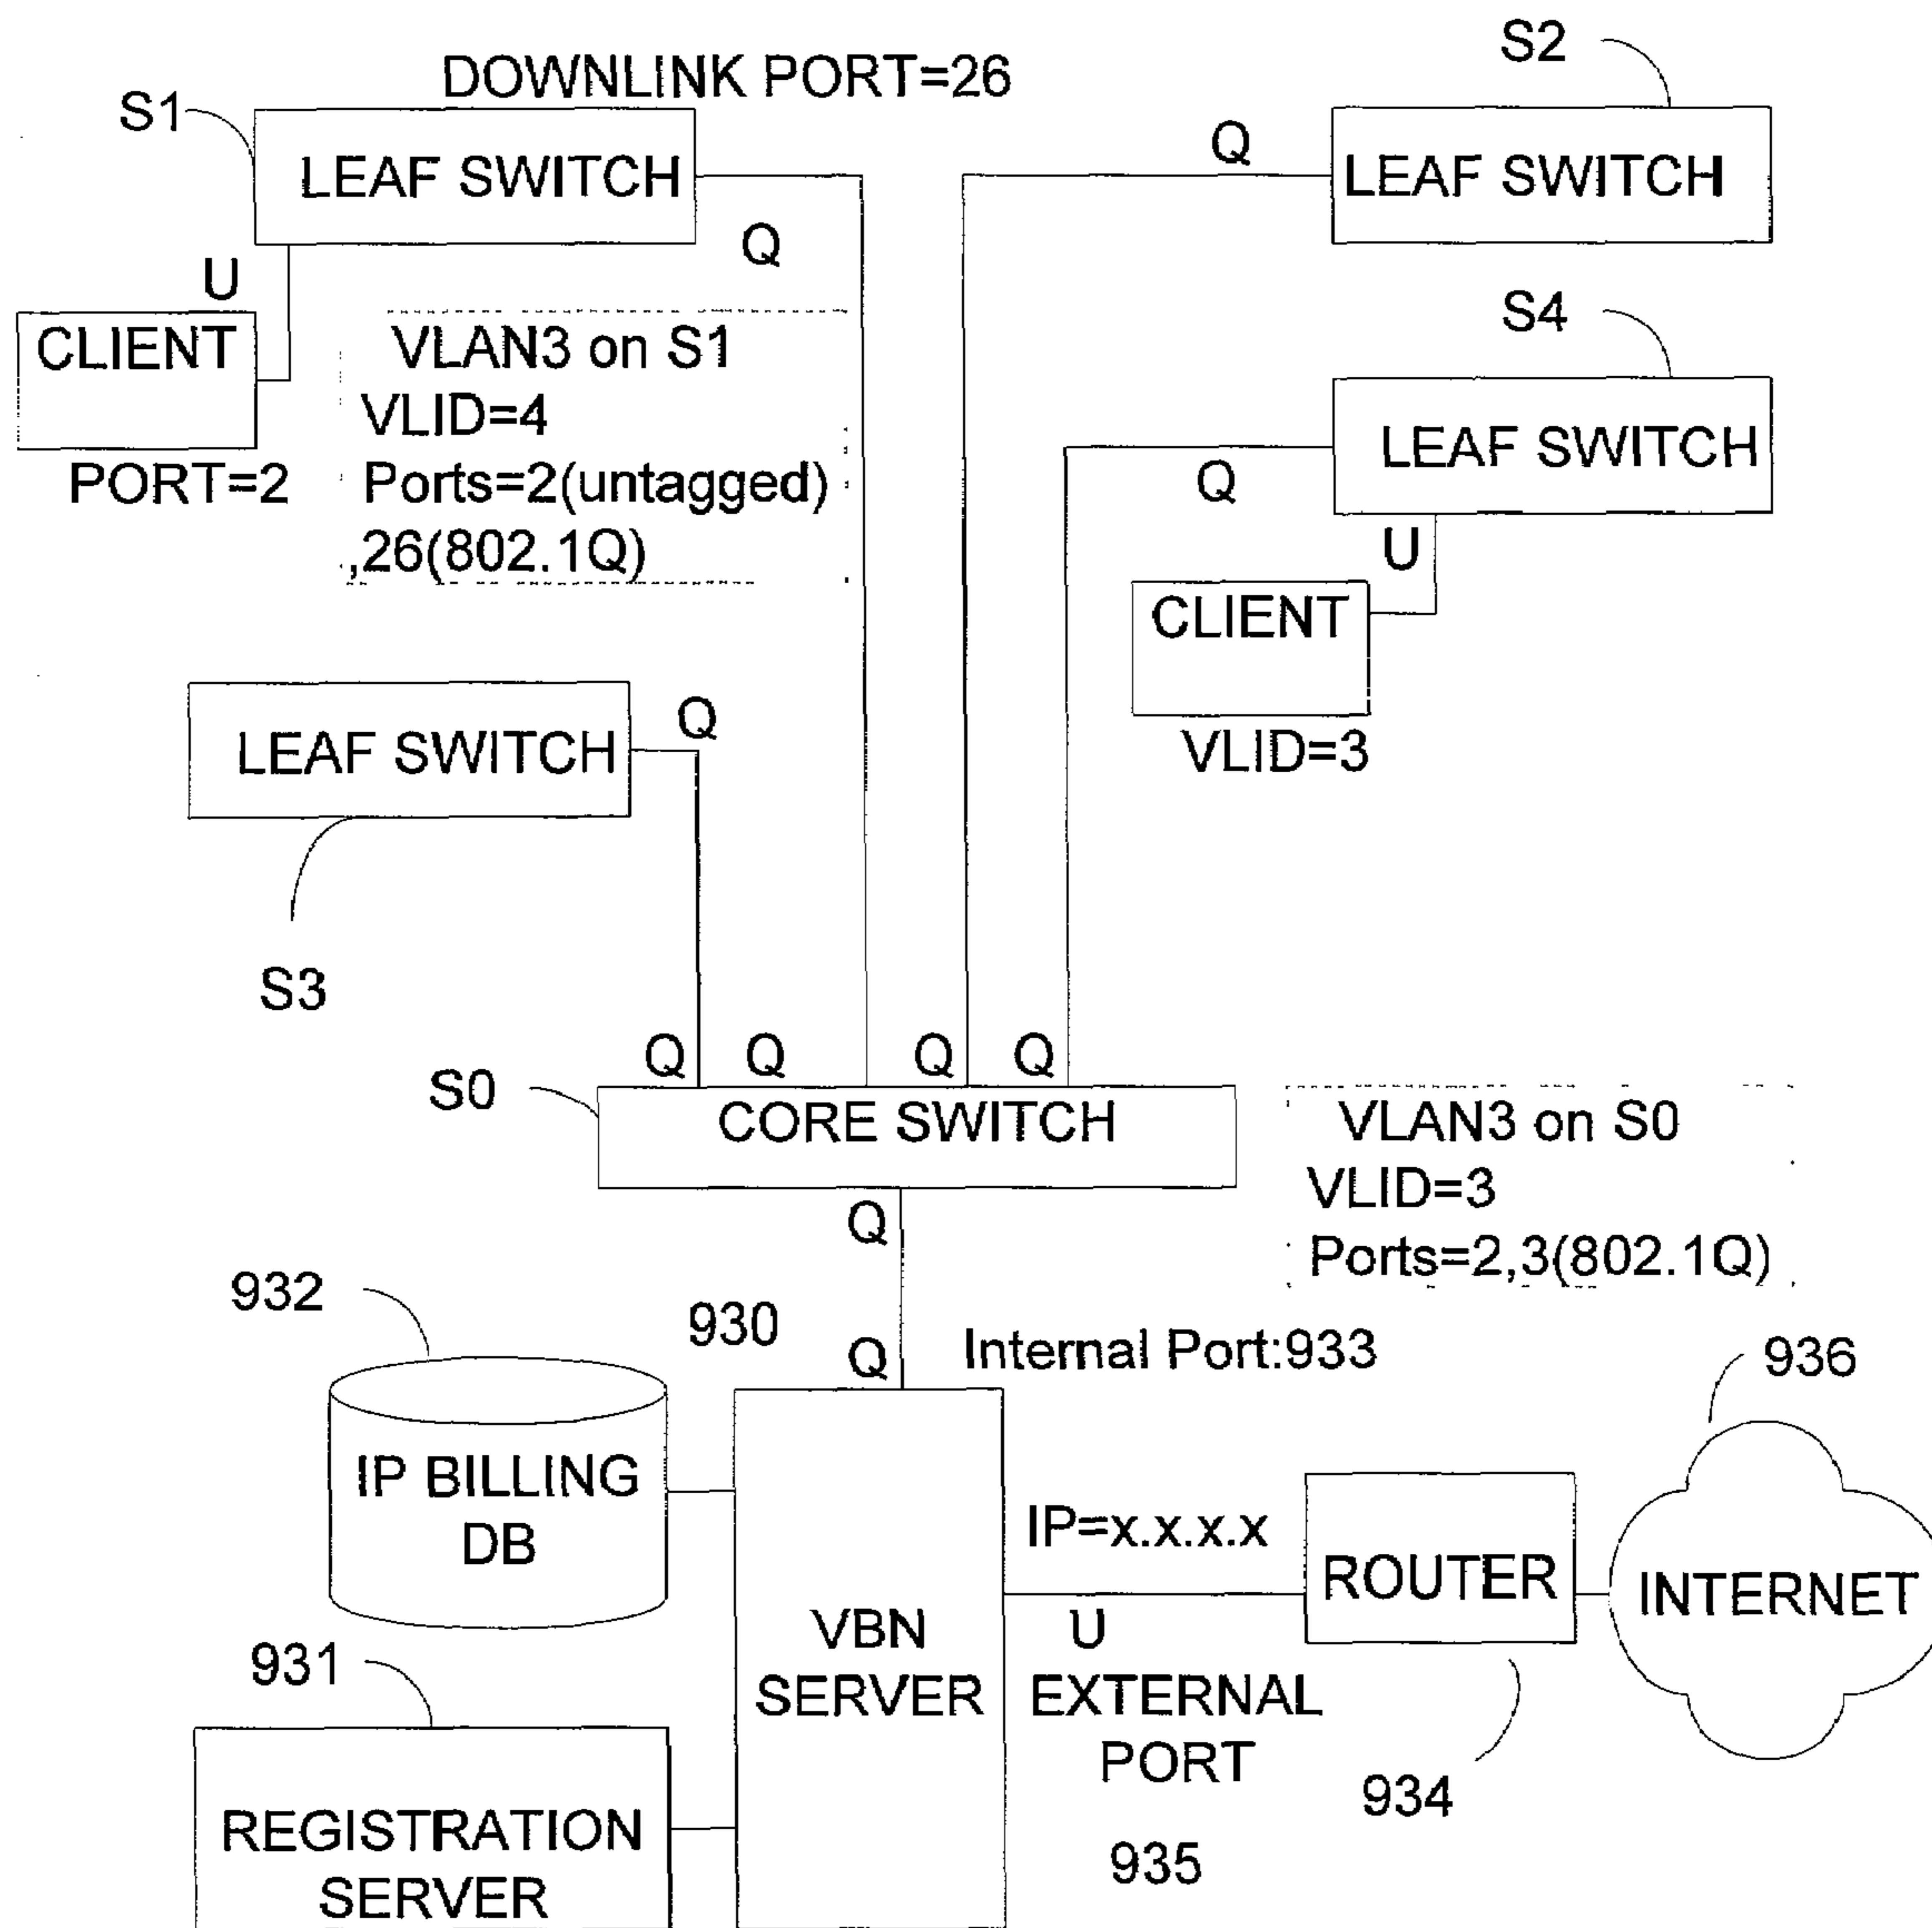 DOWNLINK PORT=26
S1
LEAF SWITCH
Q
U
CLIENT
PORT=2
VLAN3 on S1
VLID=4
Ports=2(untagged)
,26(802.1Q)
S2
Q
LEAF SWITCH
S4
LEAF SWITCH
Q
U
CLIENT
VLID=3
LEAF SWITCH
Q
S3
Q Q Q Q
S0
CORE SWITCH
VLAN3 on S0
VLID=3
Ports=2,3(802.1Q)
Q
932
930
Q
Internal Port:933
936
IP BILLING
DB
IP=x.x.x.x
ROUTER
INTERNET
VBN
SERVER
U
EXTERNAL
PORT
935
934
931
REGISTRATION
SERVER